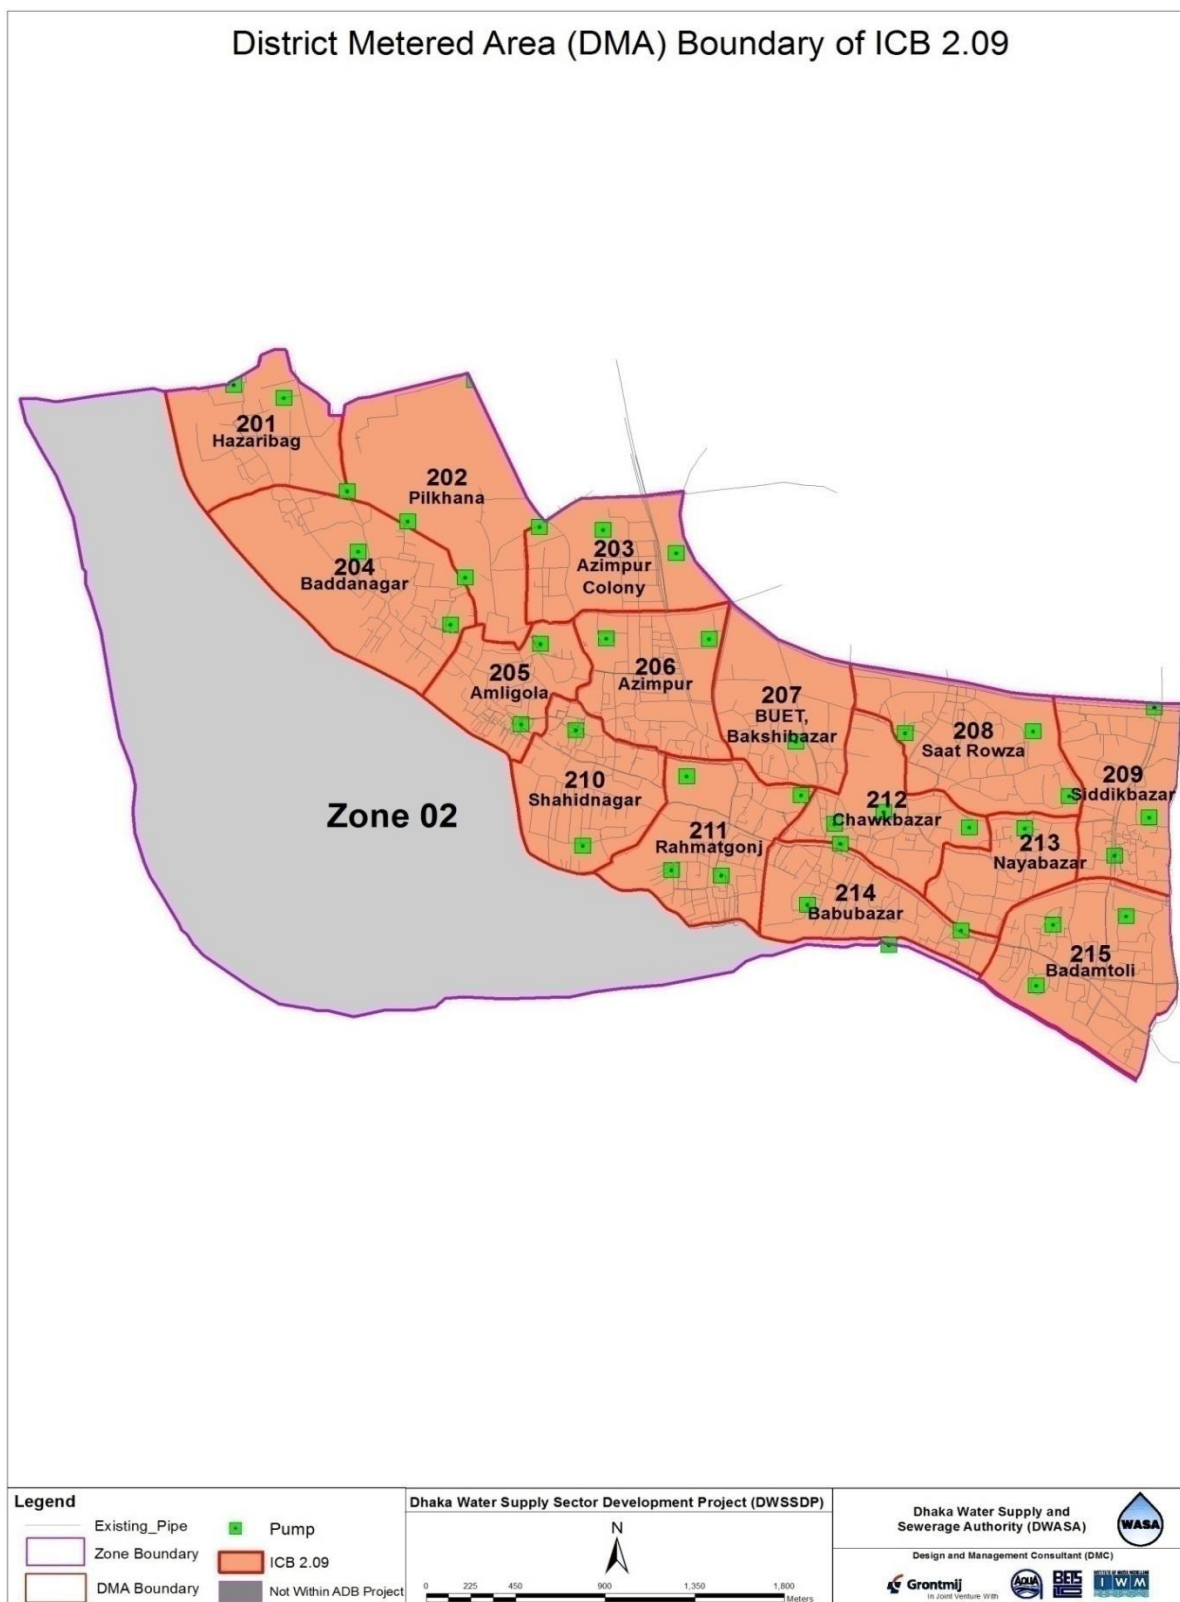 District Metered Area (DMA) Boundary of ICB 2.09
201
Hazaribag
202
Pilkhana
203
Azimpur
Colony
204
Baddanagar
205
Amligola
206
Azimpur
207
BUET,
Bakshibazar
208
Saat Rowza
209
Siddikbazar
210
Shahidnagar
211
Rahmatgonj
212
Chawkbazar
213
Nayabazar
214
Babubazar
215
Badamtoli
Zone 02
Legend
Existing_Pipe
Zone Boundary
DMA Boundary
Pump
ICB 2.09
Not Within ADB Project
Dhaka Water Supply Sector Development Project (DWSSDP)
N
0 225 450 900 1,350 1,800
Meters
Dhaka Water Supply and
Sewerage Authority (DWASA)
WASA
Design and Management Consultant (DMC)
Grontmij
in Joint Venture With
AQUA
BETS
IWM